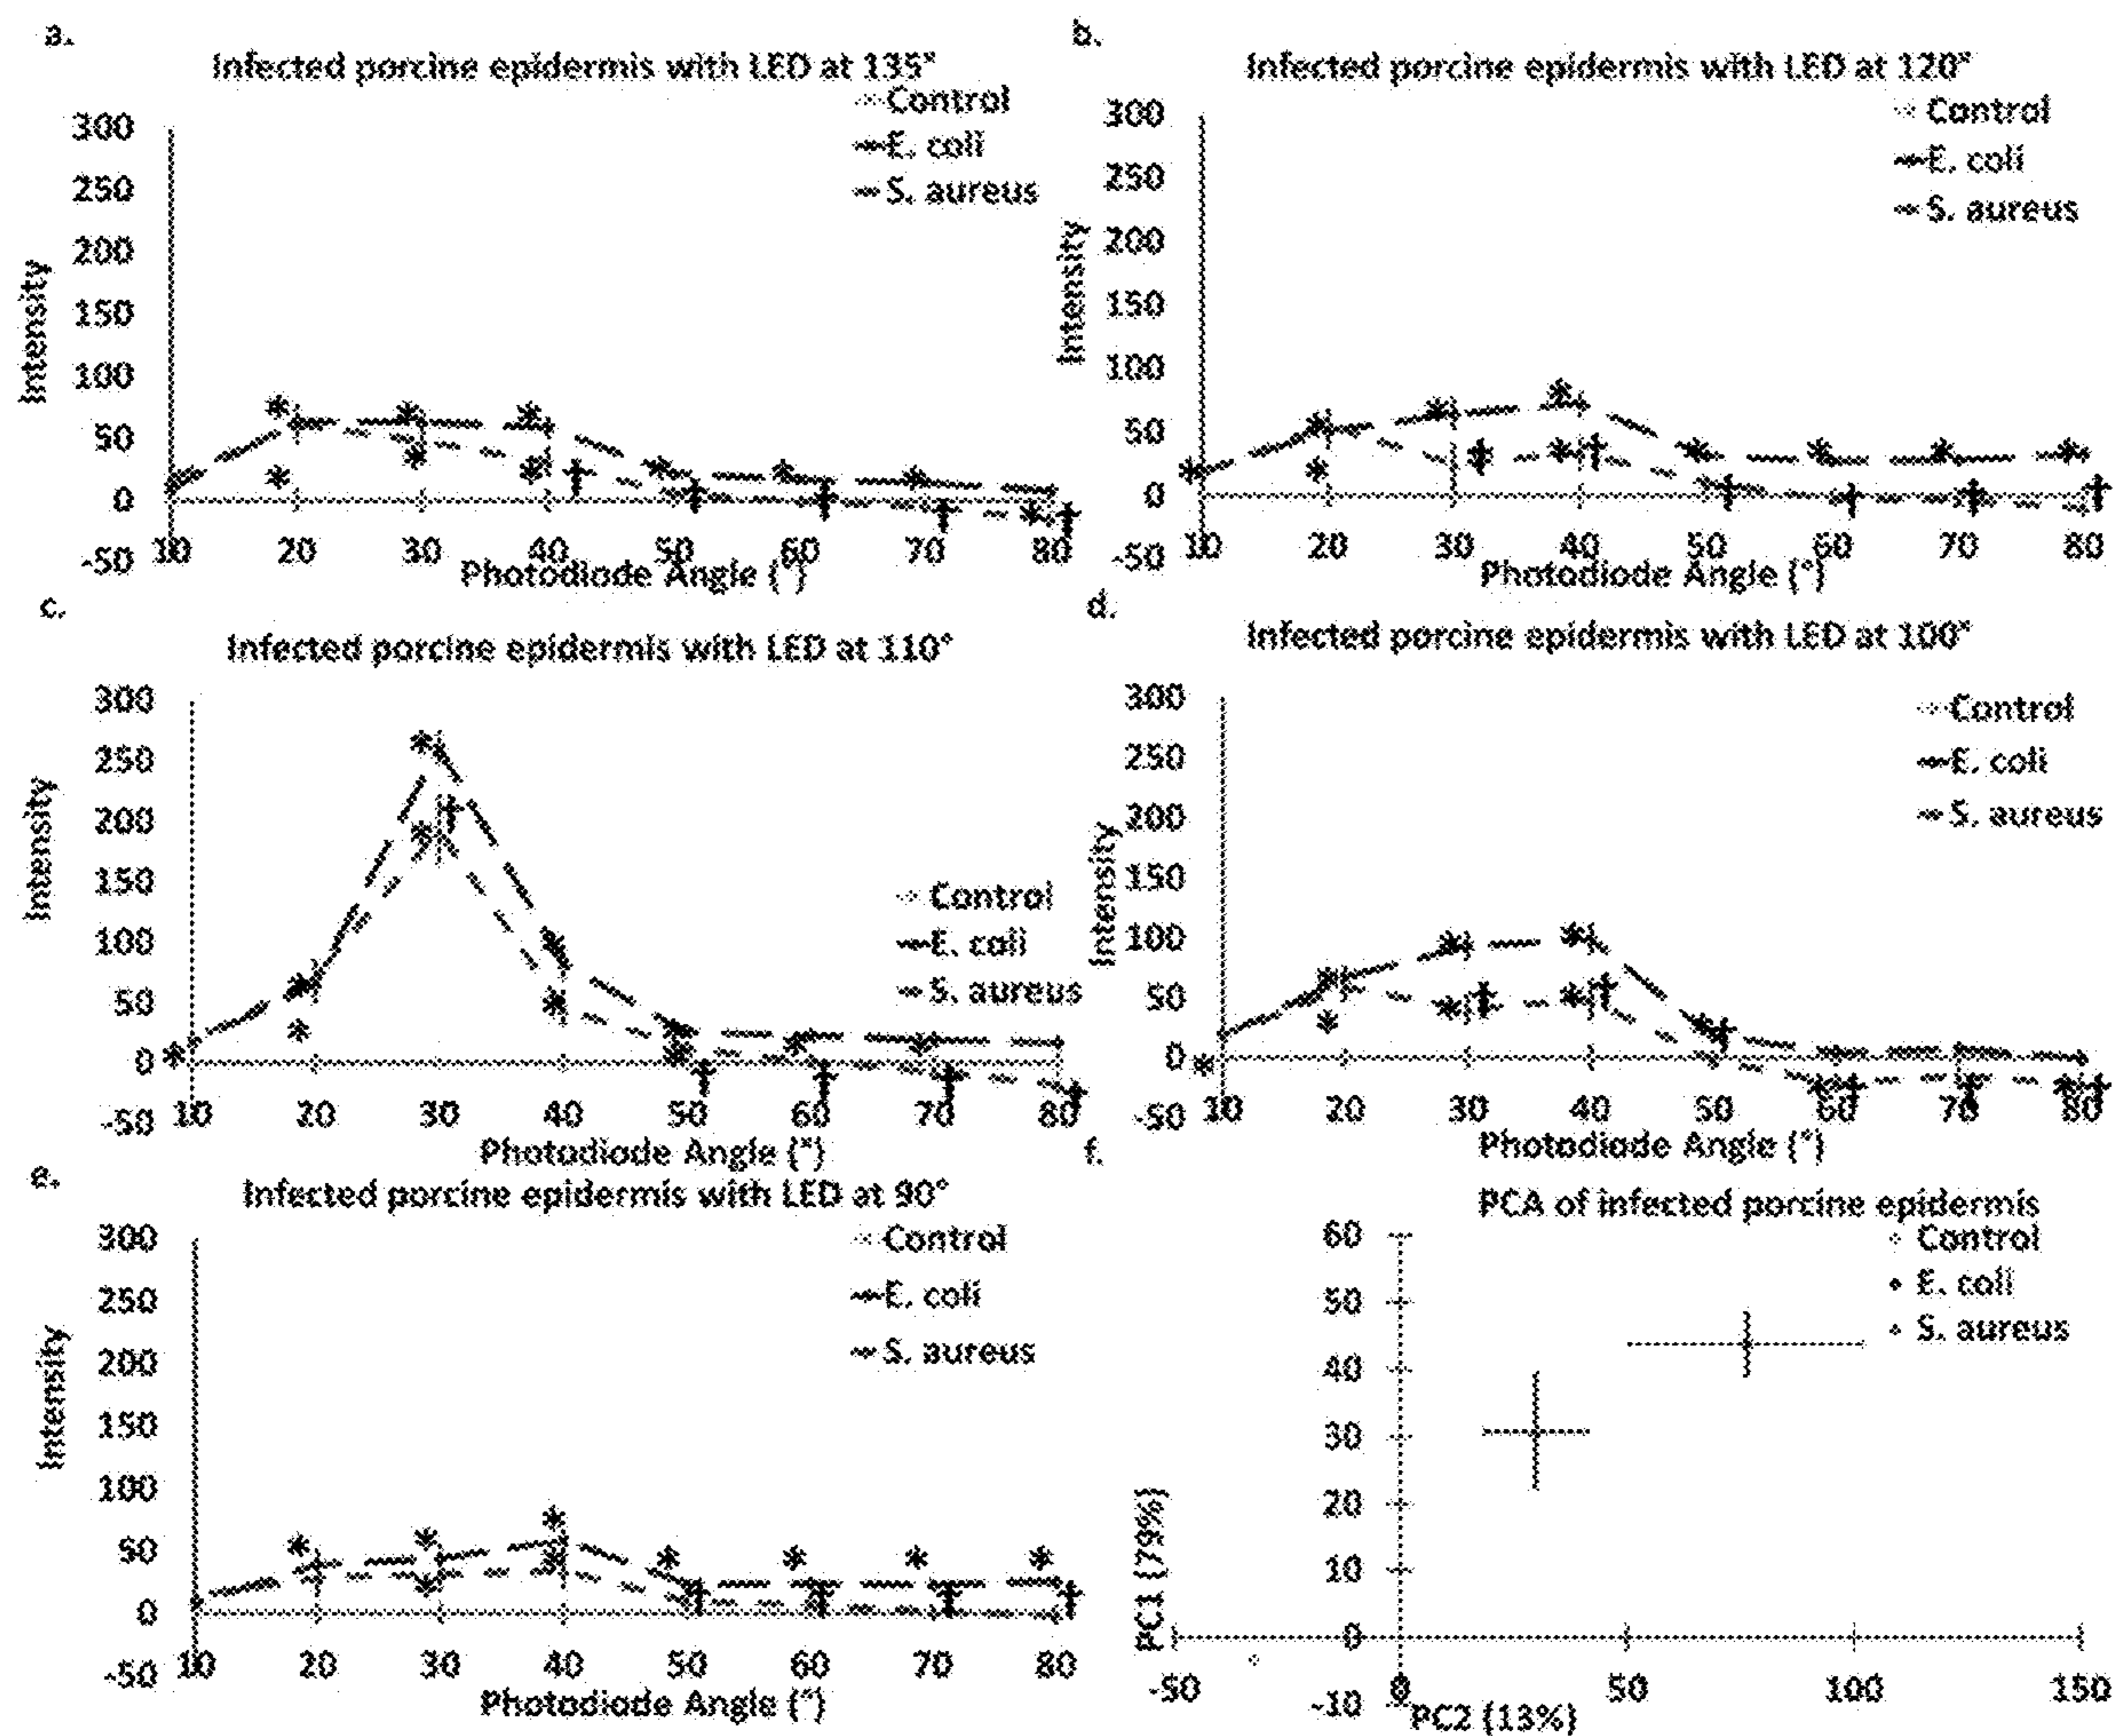 a.
Infected porcine epidermis with LED at 135°
Control
E. coli
S. aureus
300
250
200
150
100
50
0
-50
Intensity
10 20 30 40 50 60 70 80
Photodiode Angle (°)
b.
Infected porcine epidermis with LED at 120°
Control
E. coli
S. aureus
300
250
200
150
100
50
0
-50
Intensity
10 20 30 40 50 60 70 80
Photodiode Angle (°)
c.
Infected porcine epidermis with LED at 110°
300
250
200
150
100
50
0
-50
Intensity
Control
E. coli
S. aureus
10 20 30 40 50 60 70 80
Photodiode Angle (°)
d.
Infected porcine epidermis with LED at 100°
Control
E. coli
S. aureus
300
250
200
150
100
50
0
-50
Intensity
10 20 30 40 50 60 70 80
Photodiode Angle (°)
e.
Infected porcine epidermis with LED at 90°
Control
E. coli
S. aureus
300
250
200
150
100
50
0
-50
Intensity
10 20 30 40 50 60 70 80
Photodiode Angle (°)
f.
PCA of infected porcine epidermis
Control
E. coli
S. aureus
60
50
40
30
20
10
0
-10
PC1 (79%)
-50 0 50 100 150
PC2 (13%)